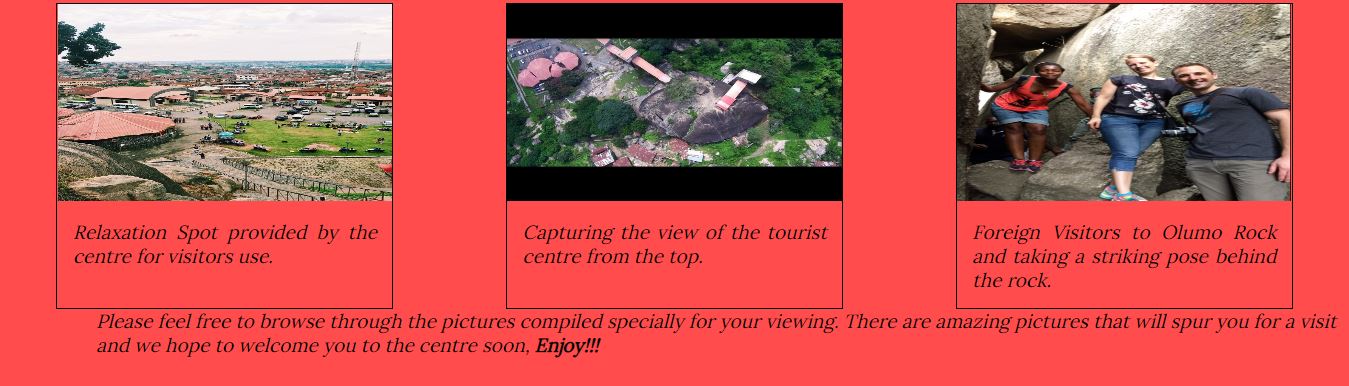 Relaxation Spot provided by the
centre for visitors use.
Capturing the view of the tourist
centre from the top.
Foreign Visitors to Olumo Rock
and taking a striking pose behind
the rock.
Please feel free to browse through the pictures compiled specially for your viewing. There are amazing pictures that will spur you for a visit
and we hope to welcome you to the centre soon, Enjoy!!!